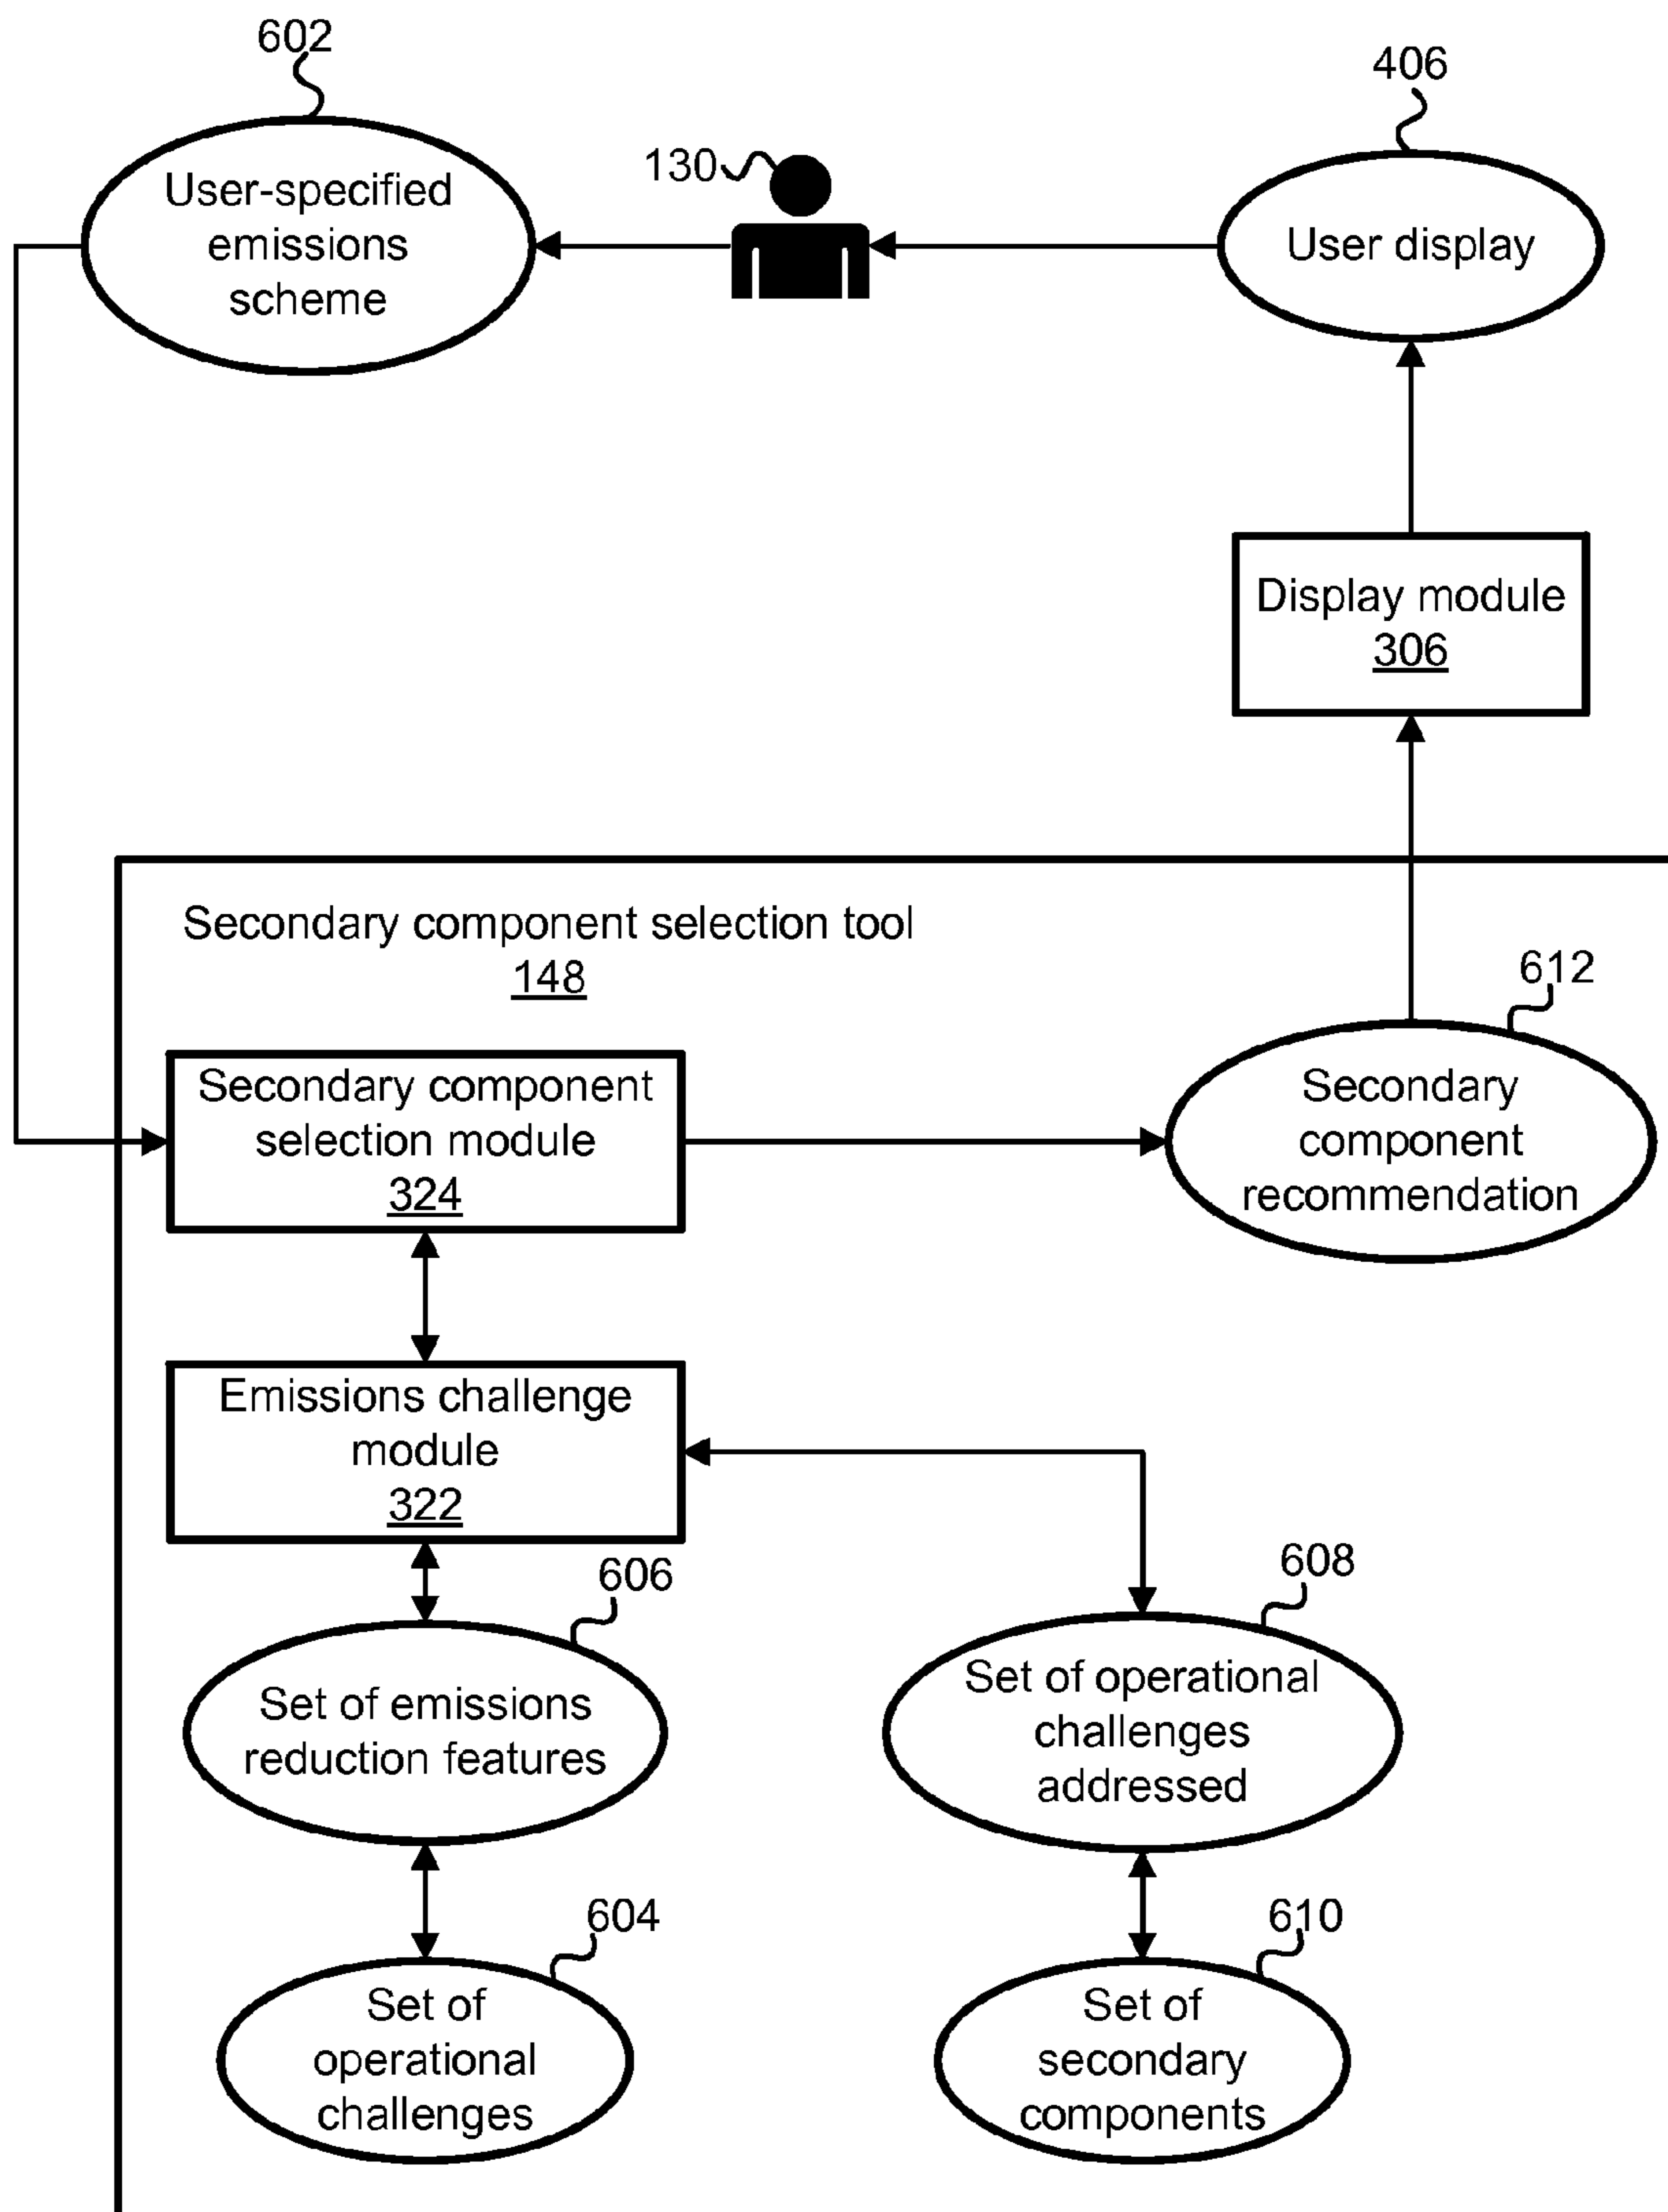 602
406
130
User-specified
emissions
scheme
User display
Display module
306
Secondary component selection tool
148
612
Secondary component
selection module
324
Secondary
component
recommendation
Emissions challenge
module
322
606
608
Set of emissions
reduction features
Set of operational
challenges
addressed
604
610
Set of
operational
challenges
Set of
secondary
components